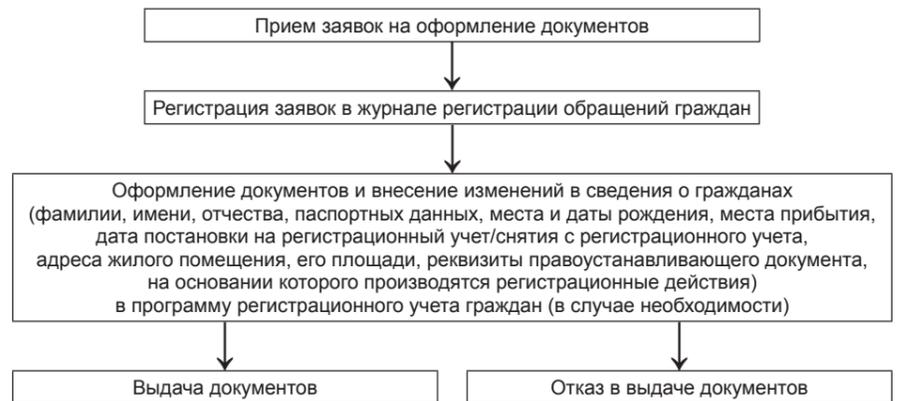 Прием заявок на оформление документов
Регистрация заявок в журнале регистрации обращений граждан
Оформление документов и внесение изменений в сведения о гражданах
(фамилии, имени, отчества, паспортных данных, места и даты рождения, места прибытия,
дата постановки на регистрационный учет/снятия с регистрационного учета,
адреса жилого помещения, его площади, реквизиты правоустанавливающего документа,
на основании которого производятся регистрационные действия)
в программу регистрационного учета граждан (в случае необходимости)
Выдача документов
Отказ в выдаче документов